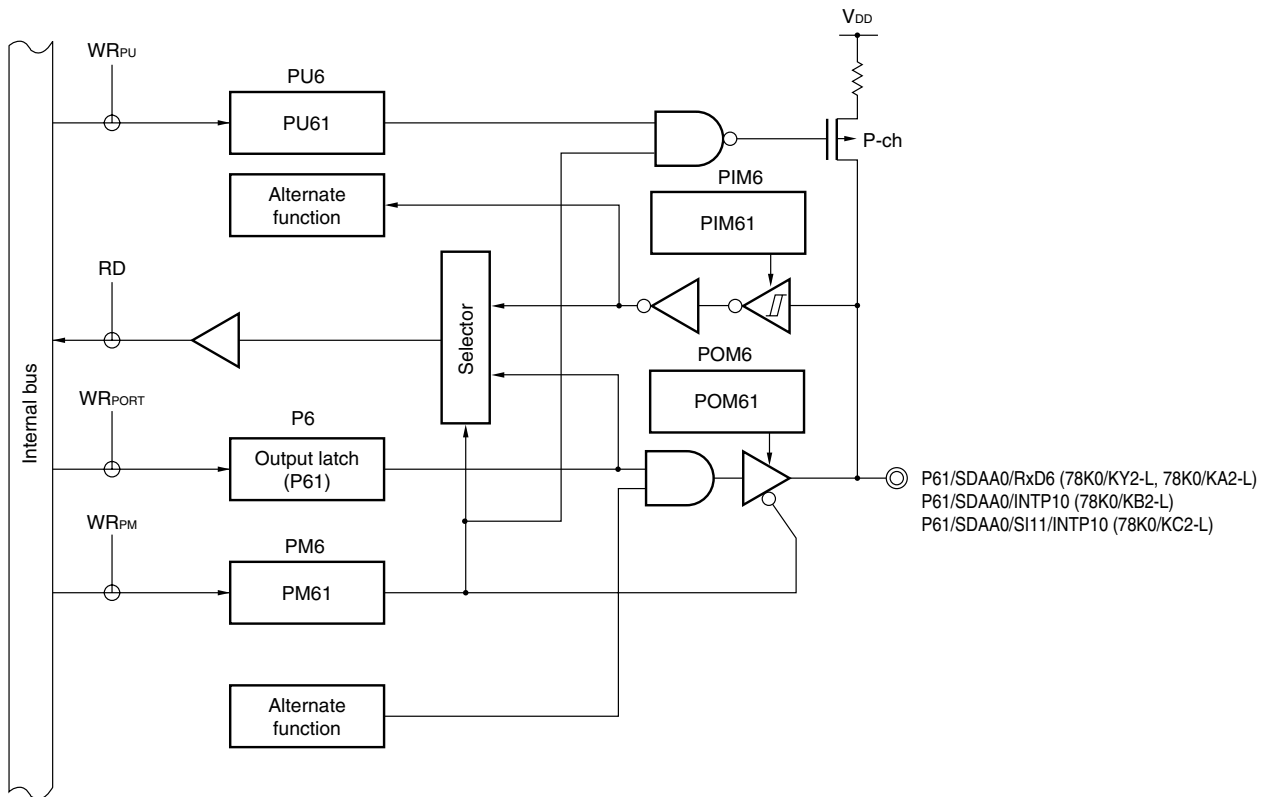 VDD
WRPU
PU6
PU61
P-ch
Alternate
function
PIM6
PIM61
RD
Selector
POM6
POM61
Internal bus
WRPORT
P6
Output latch
(P61)
P61/SDAA0/RxD6 (78K0/KY2-L, 78K0/KA2-L)
P61/SDAA0/INTP10 (78K0/KB2-L)
P61/SDAA0/SI11/INTP10 (78K0/KC2-L)
WRPM
PM6
PM61
Alternate
function